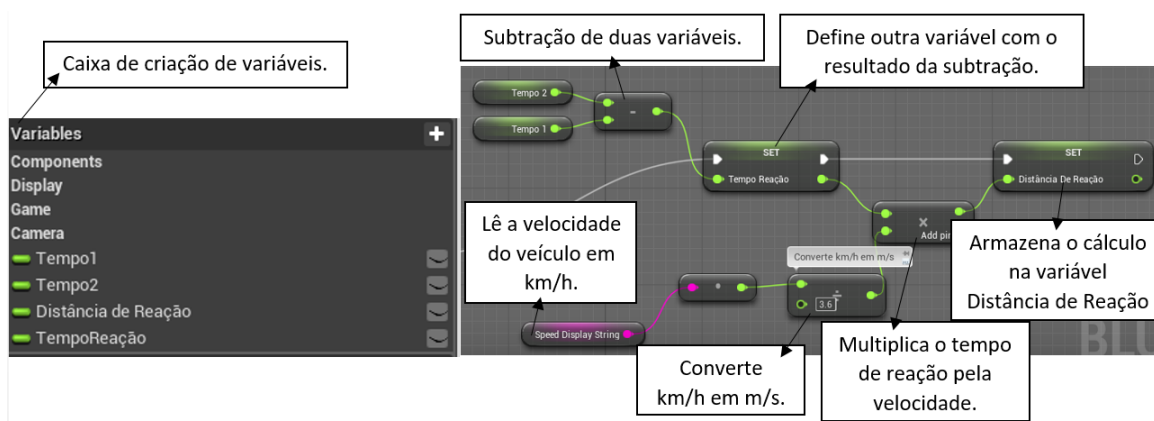 Caixa de criação de variáveis.
Variables
Components
Display
Game
Camera
Tempo1
Tempo2
Distância de Reação
TempoReação
Subtração de duas variáveis.
Define outra variável com o
resultado da subtração.
Tempo 2
Tempo 1
-
SET
Tempo Reação
SET
Distância De Reação
Lê a velocidade
do veículo em
km/h.
Speed Display String
Converte km/h em m/s
3.6
÷
×
Add pin
Armazena o cálculo
na variável
Distância de Reação
Converte
km/h em m/s.
Multiplica o tempo
de reação pela
velocidade.
BLU